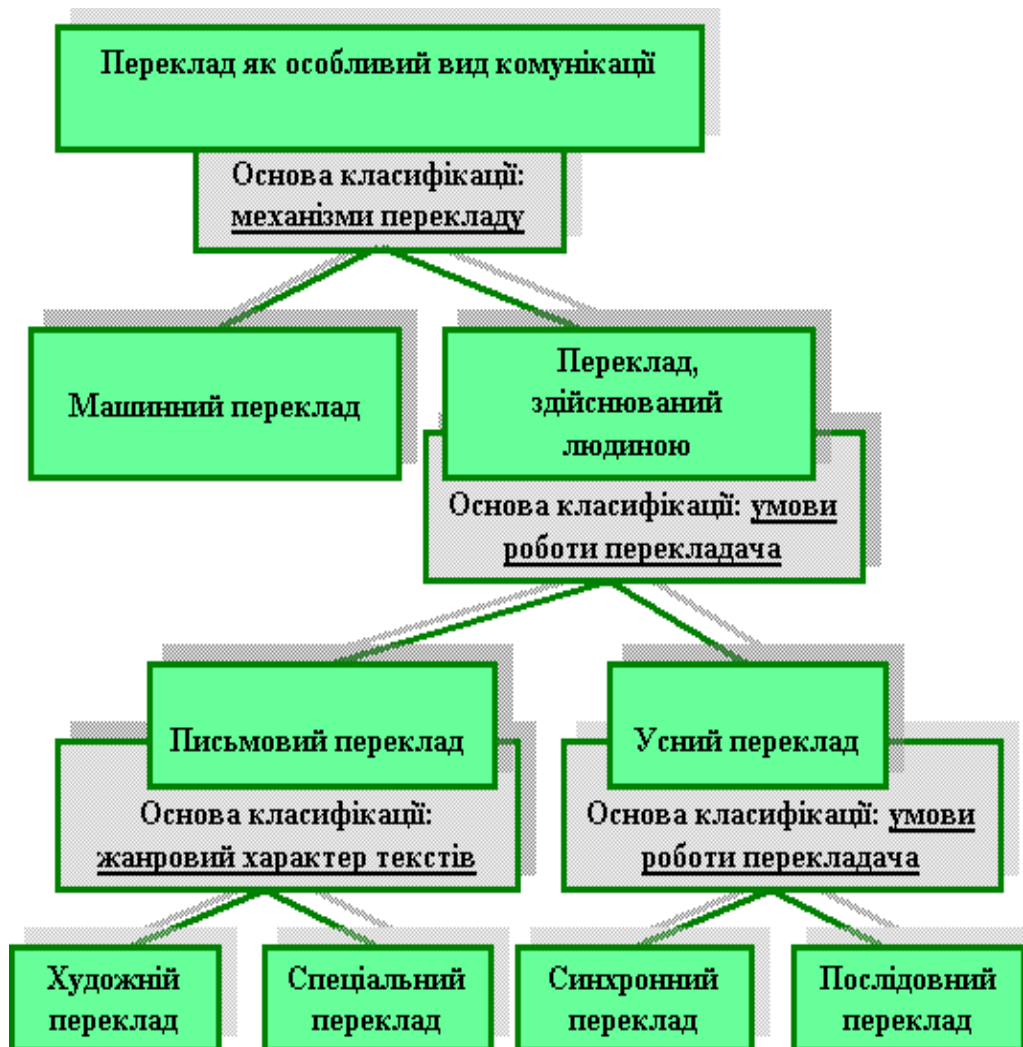 Переклад як особливий вид комунікації
Основа класифікації:
механізми перекладу
Машинний переклад
Переклад,
здійснюваний
людиною
Основа класифікації: умови
роботи перекладача
Письмовий переклад
Основа класифікації:
жанровий характер текстів
Усний переклад
Основа класифікації: умови
роботи перекладача
Художній
переклад
Спеціальний
переклад
Синхронний
переклад
Послідовний
переклад